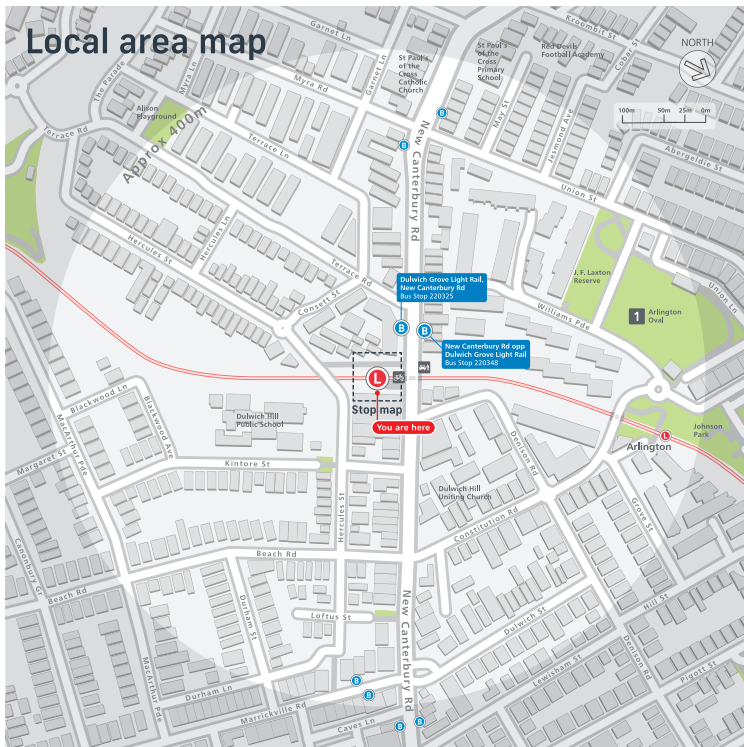 Local area map
Garnet Ln
Kroombit St
NORTH
St Paul's
of the
Cross
Catholic
Church
St Paul's
of the
Cross
Primary
School
Red Devils
Football Academy
Cobar St
The Parade
Myra Ln
Myra Rd
Garnet Ln
100m 50m 25m 0m
Alison
Playground
Approx 400m
Terrace Rd
Terrace Ln
B
B
New Canterbury Rd
May St
Jesmond Ave
Abergeldie St
Union St
Hercules Ln
Hercules St
Terrace Rd
Consett St
Dulwich Grove Light Rail,
New Canterbury Rd
Bus Stop 220325
J. F. Laxton
Reserve
Union Ln
Williams Pde
1
Arlington
Oval
B
B
New Canterbury Rd opp
Dulwich Grove Light Rail
Bus Stop 220348
L
Stop map
You are here
Blackwood Ln
Blackwood Ave
MacArthur Pde
Dulwich Hill
Public School
Johnson
Park
L
Arlington
Denison Rd
Margaret St
Kintore St
Hercules St
Dulwich Hill
Uniting Church
Grove St
Constitution Rd
Canonbury Gr
Beach Rd
Beach Rd
Durham St
Loftus St
New Canterbury Rd
Dulwich St
Hill St
Denison Rd
Pigott St
Lewisham St
MacArthur Pde
Durham Ln
Marrickville Rd
Caves Ln
B
B
B
B